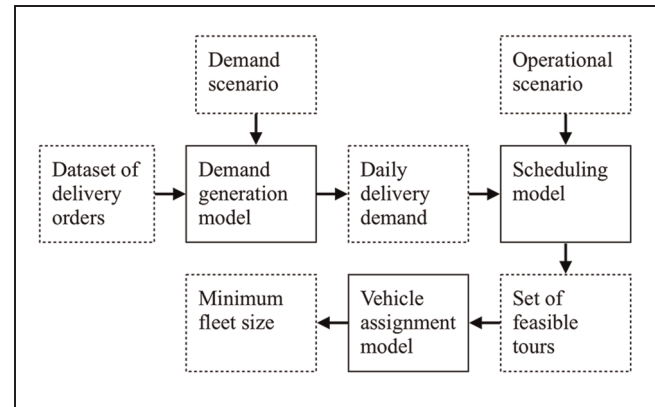 Demand
scenario
Operational
scenario
Dataset of
delivery
orders
Demand
generation
model
Daily
delivery
demand
Scheduling
model
Minimum
fleet size
Vehicle
assignment
model
Set of
feasible
tours